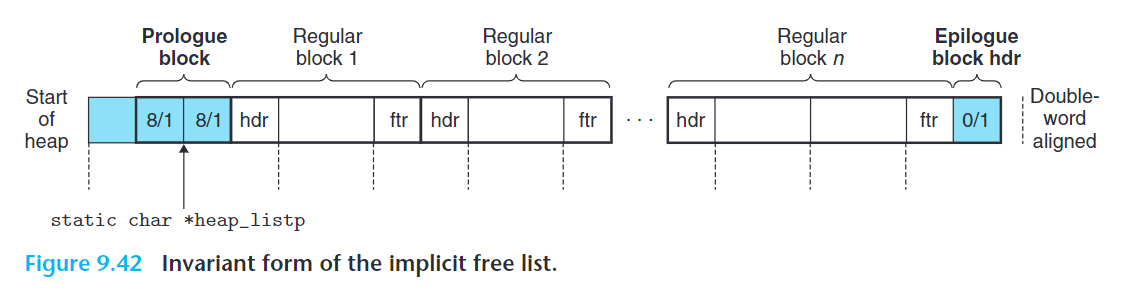 Prologue
block
Regular
block 1
Regular
block 2
Regular
block n
Epilogue
block hdr
Start
of
heap
8/1 8/1 hdr ftr hdr ftr · · · hdr ftr 0/1
Double-
word
aligned
static char *heap_listp
Figure 9.42 Invariant form of the implicit free list.